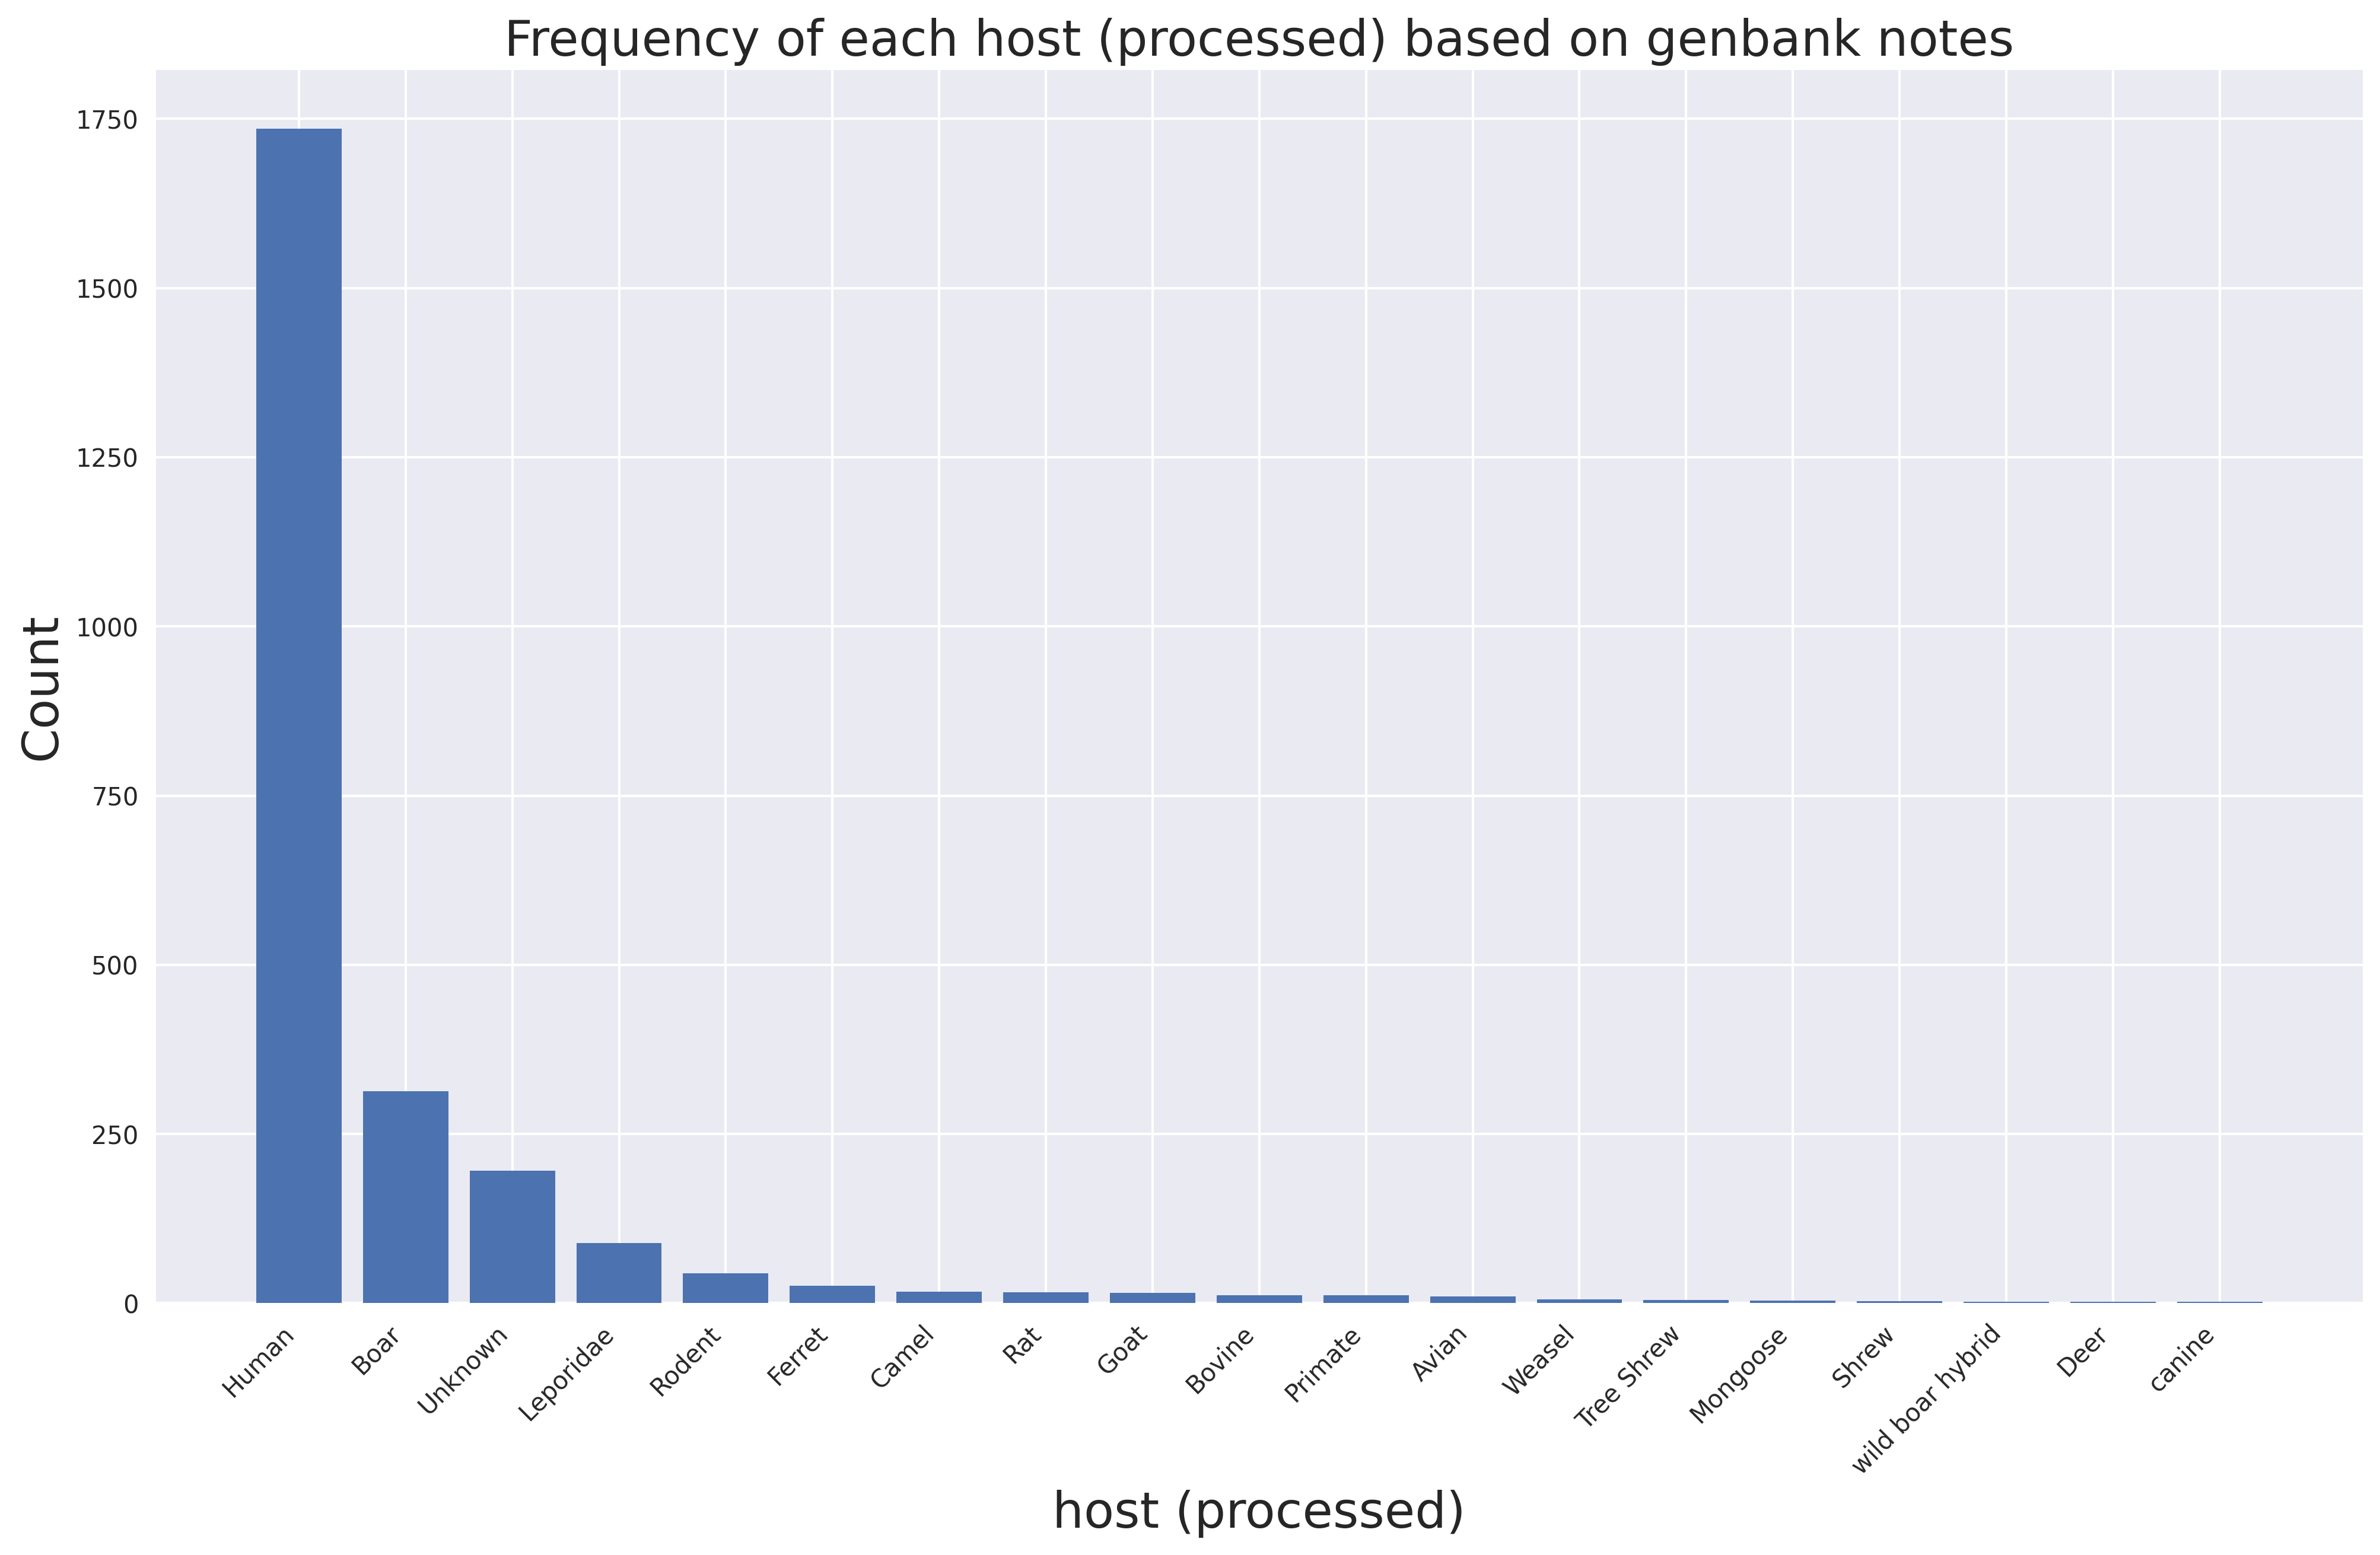 Frequency of each host (processed) based on genbank notes
1750
1500
1250
1000
750
500
250
0
Count
Human
Boar
Unknown
Leporidae
Rodent
Ferret
Camel
Rat
Goat
Bovine
Primate
Avian
Weasel
Tree Shrew
Mongoose
Shrew
wild boar hybrid
Deer
canine
host (processed)